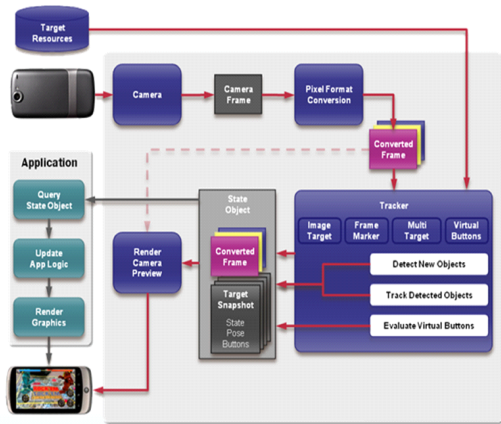 Target
Resources
Camera
Camera
Frame
Pixel Format
Conversion
Converted
Frame
Application
Query
State Object
Update
App Logic
Render
Graphics
Render
Camera
Preview
State
Object
Converted
Frame
Target
Snapshot
State
Pose
Buttons
Tracker
Image
Target
Frame
Marker
Multi
Target
Virtual
Buttons
Detect New Objects
Track Detected Objects
Evaluate Virtual Buttons